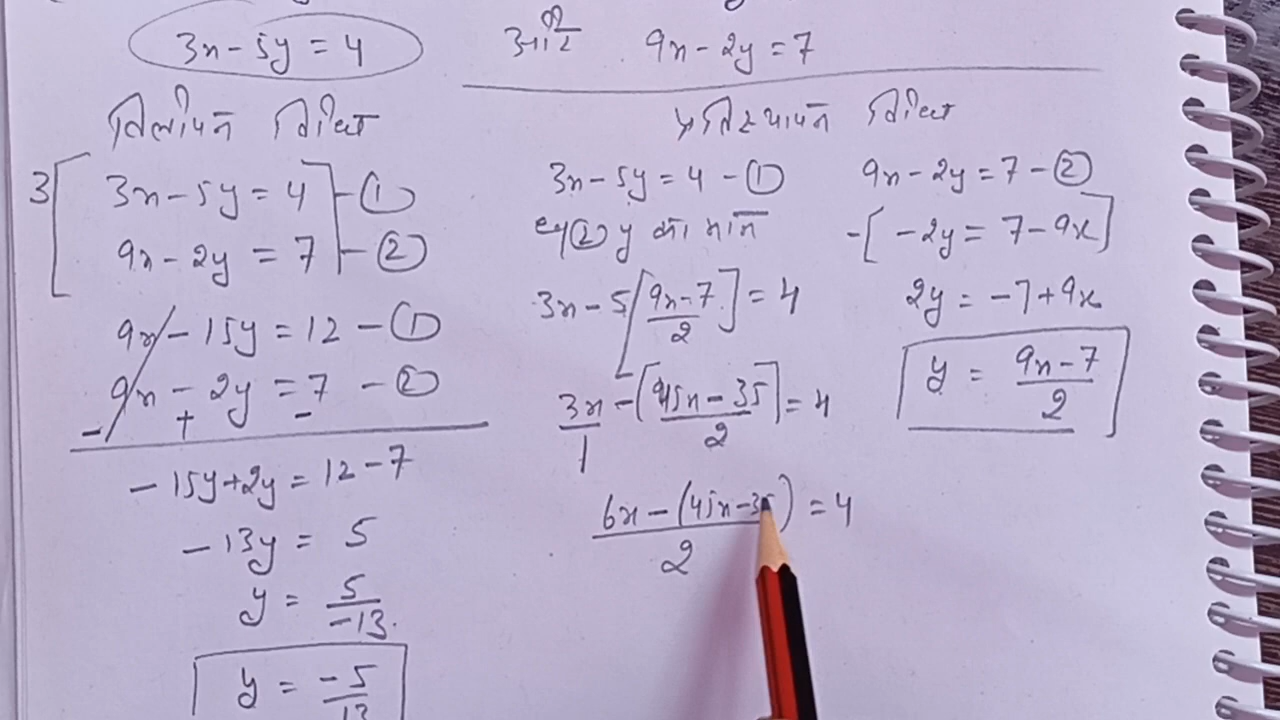 3x - 5y = 4 और 9x - 2y = 7
विलोपन विधि
3[ 3x - 5y = 4 ] - ①
9x - 2y = 7 - ②
9x - 15y = 12 - ①
9x - 2y = 7 - ②
- + -
- 15y + 2y = 12 - 7
- 13y = 5
y = 5/-13.
y = -5/13
प्रतिस्थापन विधि
3x - 5y = 4 - ①
eq ② y का मान
3x - 5[9x-7/2] = 4
3x/1 - [45x - 35/2] = 4
6x - (45x - 35)/2 = 4
9x - 2y = 7 - ②
-[ -2y = 7 - 9x ]
2y = -7 + 9x
y = 9x - 7/2